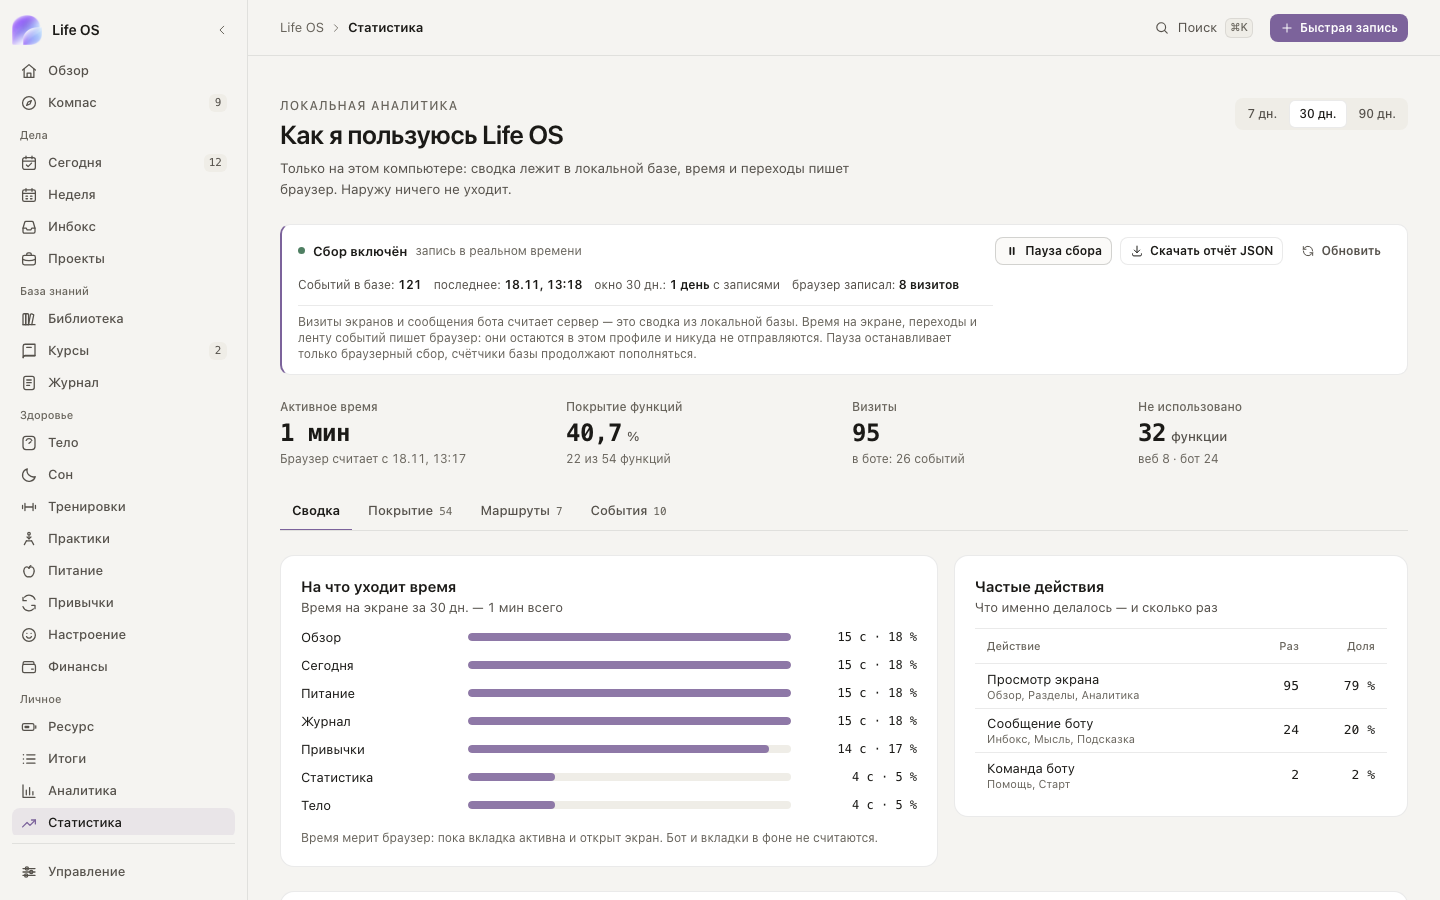 Life OS
Обзор
Компас 9
Дела
Сегодня 12
Неделя
Инбокс
Проекты
База знаний
Библиотека
Курсы 2
Журнал
Здоровье
Тело
Сон
Тренировки
Практики
Питание
Привычки
Настроение
Финансы
Личное
Ресурс
Итоги
Аналитика
Статистика
Управление
Life OS Статистика
Поиск ⌘K
+ Быстрая запись
ЛОКАЛЬНАЯ АНАЛИТИКА
Как я пользуюсь Life OS
Только на этом компьютере: сводка лежит в локальной базе, время и переходы пишет
браузер. Наружу ничего не уходит.
7 дн. 30 дн. 90 дн.
Сбор включён запись в реальном времени
Пауза сбора Скачать отчёт JSON Обновить
Событий в базе: 121 последнее: 18.11, 13:18 окно 30 дн.: 1 день с записями браузер записал: 8 визитов
Визиты экранов и сообщения бота считает сервер — это сводка из локальной базы. Время на экране, переходы и
ленту событий пишет браузер: они остаются в этом профиле и никуда не отправляются. Пауза останавливает
только браузерный сбор, счётчики базы продолжают пополняться.
Активное время
1 мин
Браузер считает с 18.11, 13:17
Покрытие функций
40,7 %
22 из 54 функций
Визиты
95
в боте: 26 событий
Не использовано
32 функции
веб 8 · бот 24
Сводка Покрытие 54 Маршруты 7 События 10
На что уходит время
Время на экране за 30 дн. — 1 мин всего
Обзор 15 с · 18 %
Сегодня 15 с · 18 %
Питание 15 с · 18 %
Журнал 15 с · 18 %
Привычки 14 с · 17 %
Статистика 4 с · 5 %
Тело 4 с · 5 %
Время мерит браузер: пока вкладка активна и открыт экран. Бот и вкладки в фоне не считаются.
Частые действия
Что именно делалось — и сколько раз
Действие Раз Доля
Просмотр экрана 95 79 %
Обзор, Разделы, Аналитика
Сообщение боту 24 20 %
Инбокс, Мысль, Подсказка
Команда боту 2 2 %
Помощь, Старт